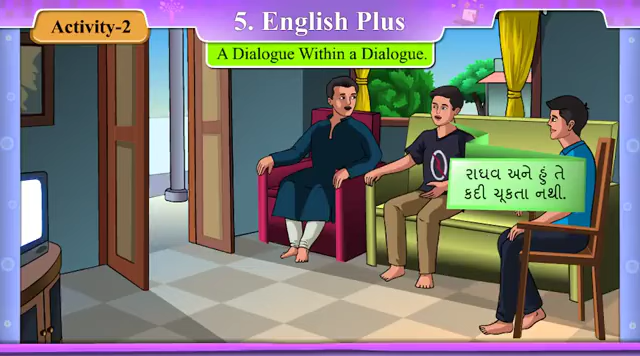 Activity-2
5. English Plus
A Dialogue Within a Dialogue.
રાઘવ અને હું તે
કદી ચૂકતા નથી.